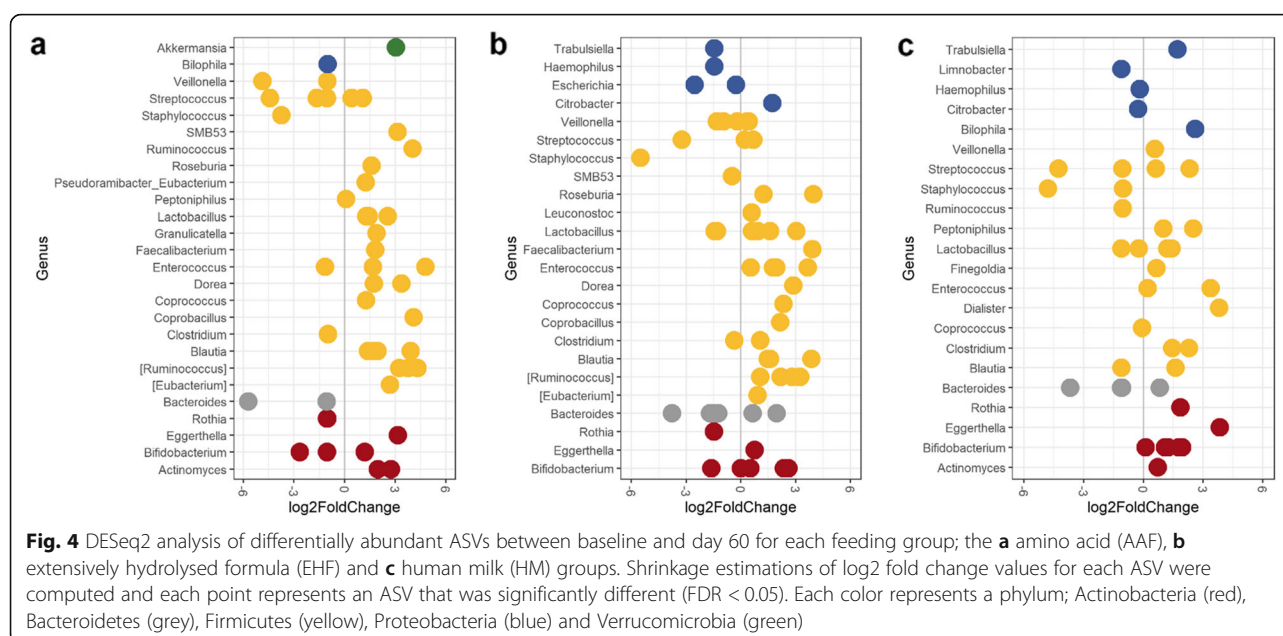 a
Akkermansia
Bilophila
Veillonella
Streptococcus
Staphylococcus
SMB53
Ruminococcus
Roseburia
Pseudoramibacter_Eubacterium
Peptoniphilus
Lactobacillus
Granulicatella
Faecalibacterium
Enterococcus
Dorea
Coprococcus
Coprobacillus
Clostridium
Blautia
[Ruminococcus]
[Eubacterium]
Bacteroides
Rothia
Eggerthella
Bifidobacterium
Actinomyces
Genus
-6 -3 0 3 6
log2FoldChange
b
Trabulsiella
Haemophilus
Escherichia
Citrobacter
Veillonella
Streptococcus
Staphylococcus
SMB53
Roseburia
Leuconostoc
Lactobacillus
Faecalibacterium
Enterococcus
Dorea
Coprococcus
Coprobacillus
Clostridium
Blautia
[Ruminococcus]
[Eubacterium]
Bacteroides
Rothia
Eggerthella
Bifidobacterium
Genus
-6 -3 0 3 6
log2FoldChange
c
Trabulsiella
Limnobacter
Haemophilus
Citrobacter
Bilophila
Veillonella
Streptococcus
Staphylococcus
Ruminococcus
Peptoniphilus
Lactobacillus
Finegoldia
Enterococcus
Dialister
Coprococcus
Clostridium
Blautia
Bacteroides
Rothia
Eggerthella
Bifidobacterium
Actinomyces
Genus
-6 -3 0 3 6
log2FoldChange
Fig. 4 DESeq2 analysis of differentially abundant ASVs between baseline and day 60 for each feeding group; the a amino acid (AAF), b
extensively hydrolysed formula (EHF) and c human milk (HM) groups. Shrinkage estimations of log2 fold change values for each ASV were
computed and each point represents an ASV that was significantly different (FDR < 0.05). Each color represents a phylum; Actinobacteria (red),
Bacteroidetes (grey), Firmicutes (yellow), Proteobacteria (blue) and Verrucomicrobia (green)